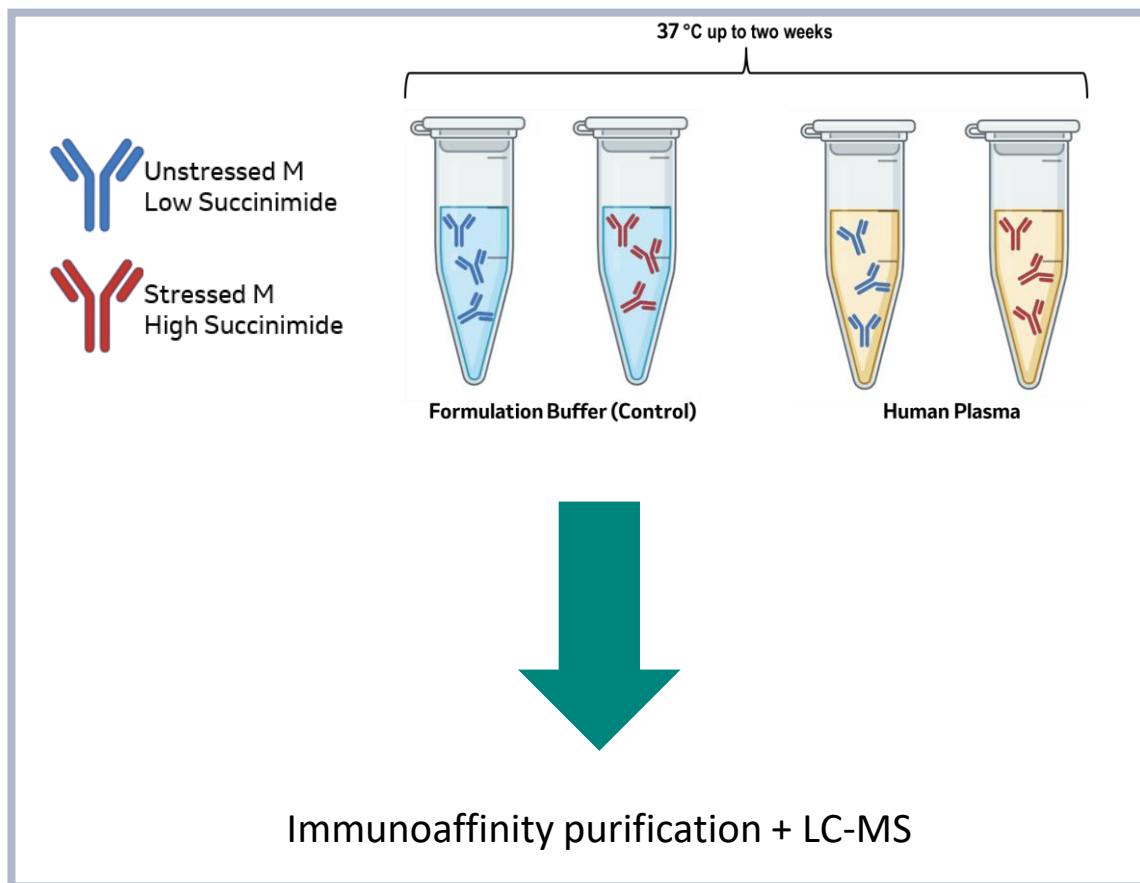 37 °C up to two weeks
Unstressed M
Low Succinimide
Stressed M
High Succinimide
Formulation Buffer (Control)
Human Plasma
Immunoaffinity purification + LC-MS